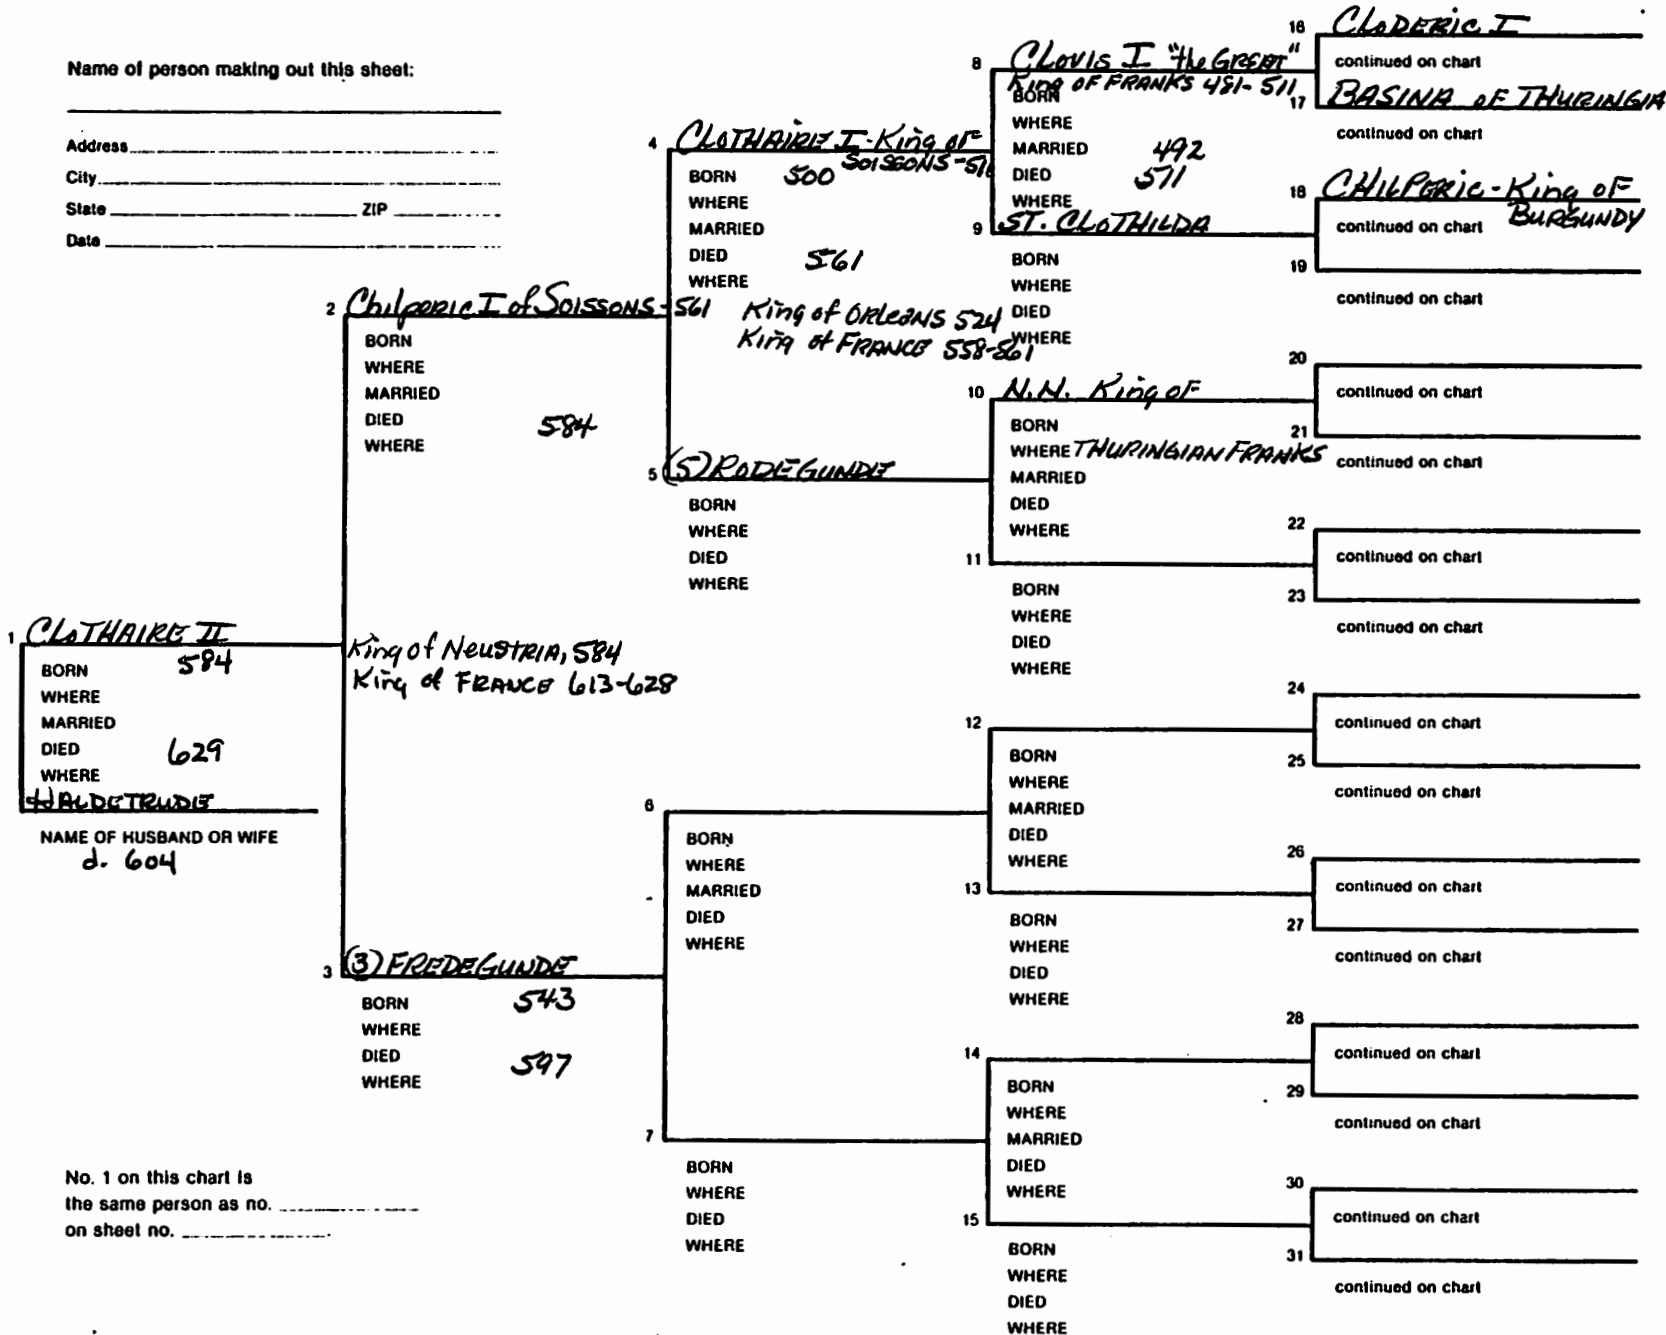 Name of person making out this sheet:
Address
City
State ZIP
Date
1 CLOTHAIRE II
BORN 584
WHERE
MARRIED
DIED 629
WHERE
HALDETRUDE
NAME OF HUSBAND OR WIFE
d. 604
King of NEUSTRIA, 584
King of FRANCE 613-628
No. 1 on this chart is
the same person as no.
on sheet no.
2 Chilperic I of Soissons - 561
BORN
WHERE
MARRIED
DIED 584
WHERE
3 (3) FREDEGUNDE
BORN 543
WHERE
DIED 597
WHERE
4 CLOTHAIRE I - King of
SOISSONS - 511
BORN 500
WHERE
MARRIED
DIED 561
WHERE
King of ORLEANS 524
King of FRANCE 558-561
5 (5) RODEGUNDE
BORN
WHERE
DIED
WHERE
6
BORN
WHERE
MARRIED
DIED
WHERE
7
BORN
WHERE
DIED
WHERE
8 CLOVIS I "the GREAT"
King OF FRANKS 481-511
BORN
WHERE
MARRIED 492
DIED 511
WHERE
9 ST. CLOTHILDA
BORN
WHERE
DIED
WHERE
10 N.N. King OF
BORN
WHERE THURINGIAN FRANKS
MARRIED
DIED
WHERE
11
BORN
WHERE
DIED
WHERE
12
BORN
WHERE
MARRIED
DIED
WHERE
13
BORN
WHERE
DIED
WHERE
14
BORN
WHERE
MARRIED
DIED
WHERE
15
BORN
WHERE
DIED
WHERE
16 CLODERIC I
continued on chart
17 BASINA OF THURINGIA
continued on chart
18 CHILPERIC - King OF
BURGUNDY
continued on chart
19
continued on chart
20
continued on chart
21
continued on chart
22
continued on chart
23
continued on chart
24
continued on chart
25
continued on chart
26
continued on chart
27
continued on chart
28
continued on chart
29
continued on chart
30
continued on chart
31
continued on chart